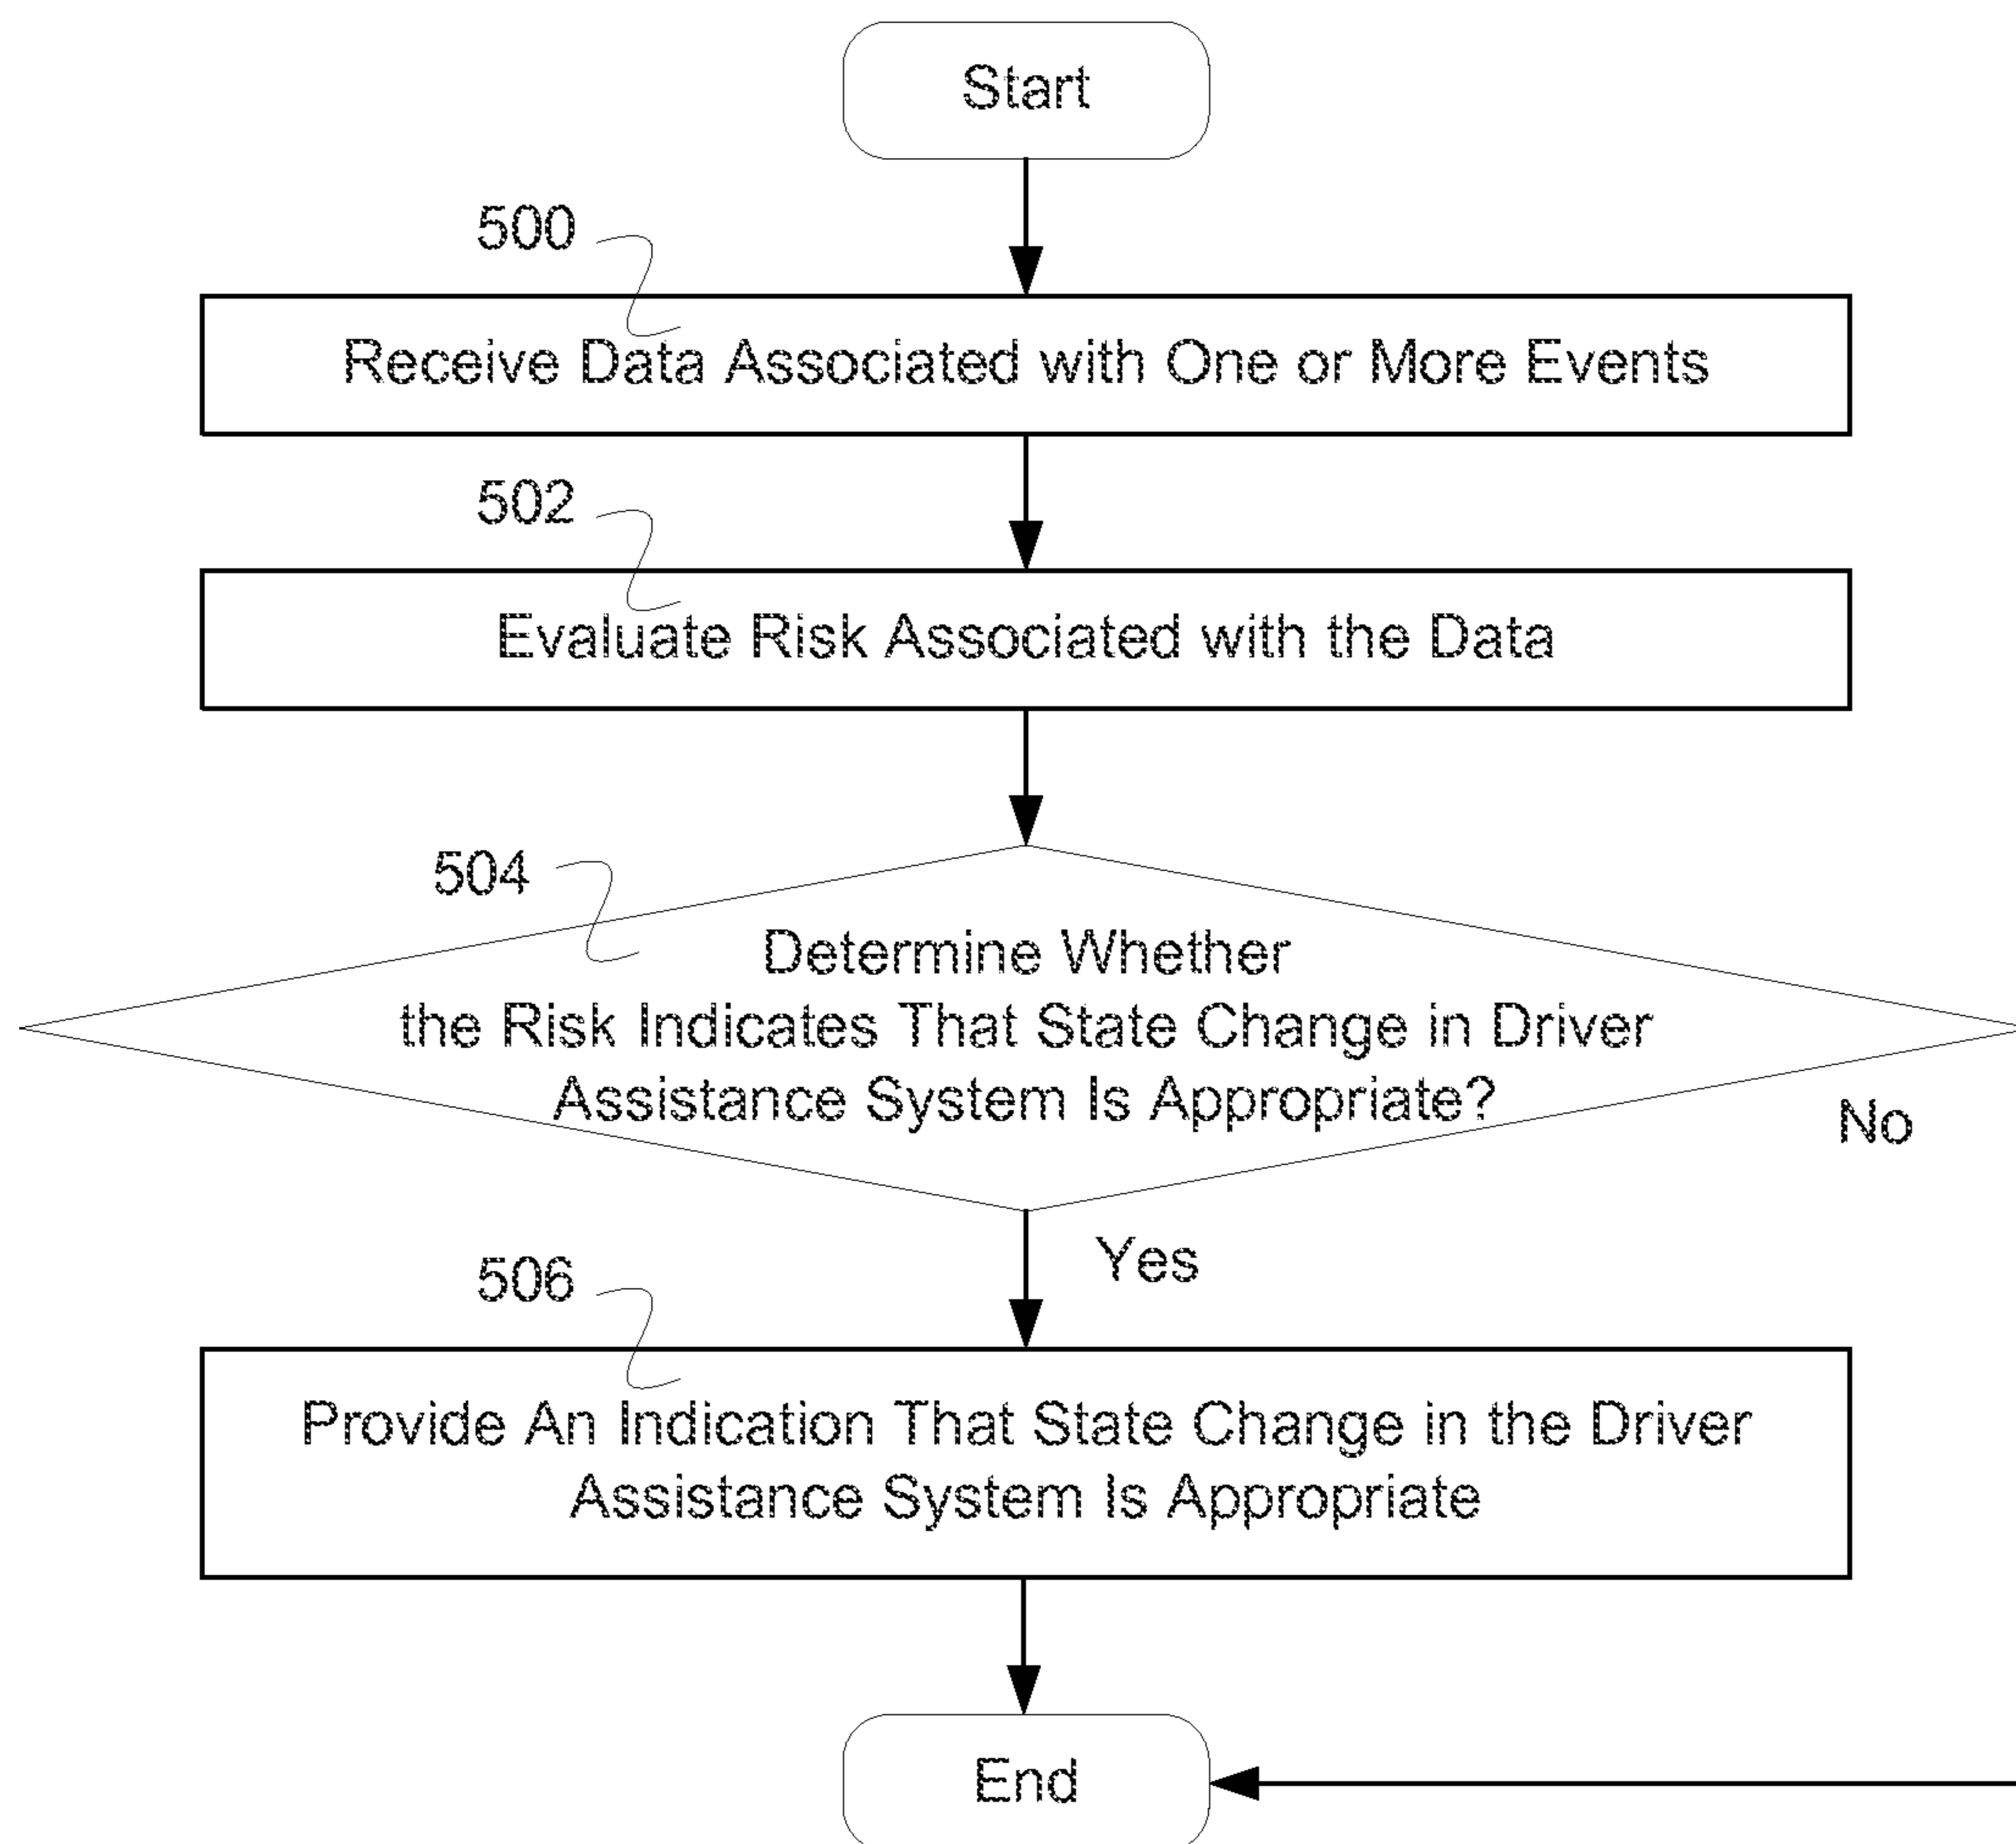 Start
500
Receive Data Associated with One or More Events
502
Evaluate Risk Associated with the Data
504
Determine Whether
the Risk Indicates That State Change in Driver
Assistance System Is Appropriate?
No
Yes
506
Provide An Indication That State Change in the Driver
Assistance System Is Appropriate
End